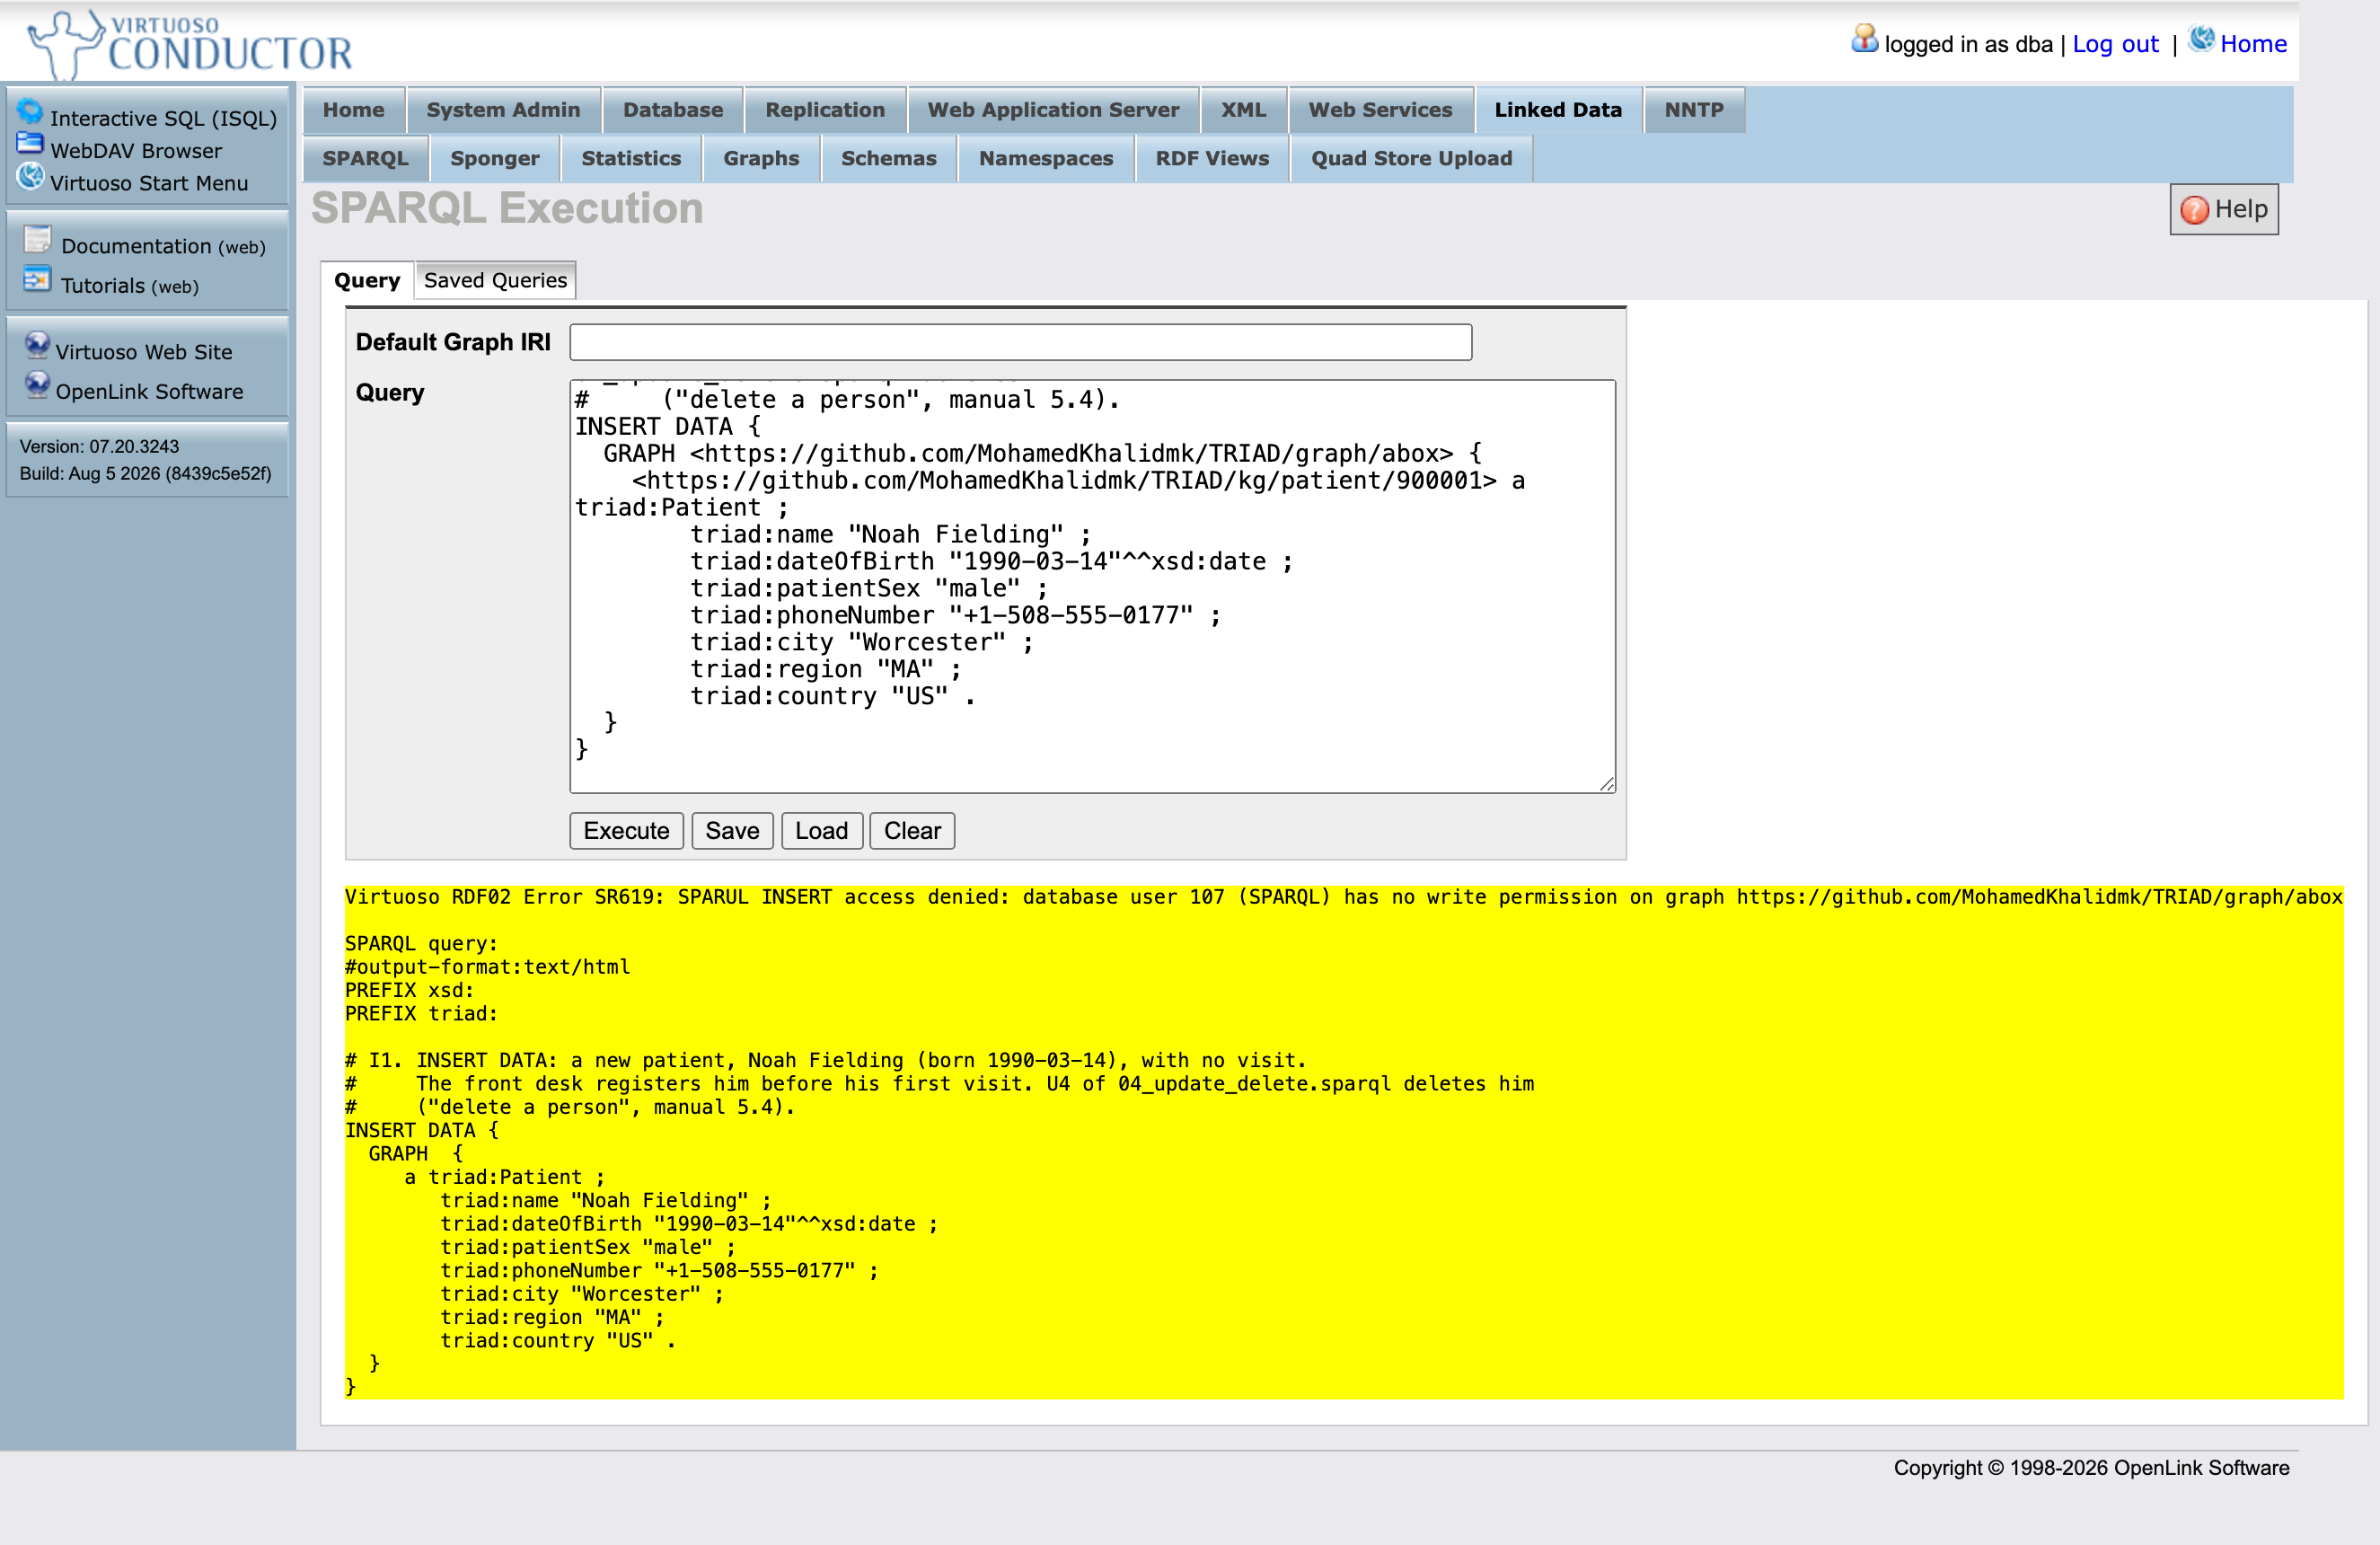 VIRTUOSO
CONDUCTOR
logged in as dba | Log out | Home
Interactive SQL (ISQL)
WebDAV Browser
Virtuoso Start Menu
Documentation (web)
Tutorials (web)
Virtuoso Web Site
OpenLink Software
Version: 07.20.3243
Build: Aug 5 2026 (8439c5e52f)
Home System Admin Database Replication Web Application Server XML Web Services Linked Data NNTP
SPARQL Sponger Statistics Graphs Schemas Namespaces RDF Views Quad Store Upload
SPARQL Execution
Help
Query Saved Queries
Default Graph IRI
Query
#     ("delete a person", manual 5.4).
INSERT DATA {
  GRAPH <https://github.com/MohamedKhalidmk/TRIAD/graph/abox> {
    <https://github.com/MohamedKhalidmk/TRIAD/kg/patient/900001> a
triad:Patient ;
        triad:name "Noah Fielding" ;
        triad:dateOfBirth "1990-03-14"^^xsd:date ;
        triad:patientSex "male" ;
        triad:phoneNumber "+1-508-555-0177" ;
        triad:city "Worcester" ;
        triad:region "MA" ;
        triad:country "US" .
  }
}
Execute Save Load Clear
Virtuoso RDF02 Error SR619: SPARUL INSERT access denied: database user 107 (SPARQL) has no write permission on graph https://github.com/MohamedKhalidmk/TRIAD/graph/abox
SPARQL query:
#output-format:text/html
PREFIX xsd:
PREFIX triad:
# I1. INSERT DATA: a new patient, Noah Fielding (born 1990-03-14), with no visit.
#     The front desk registers him before his first visit. U4 of 04_update_delete.sparql deletes him
#     ("delete a person", manual 5.4).
INSERT DATA {
  GRAPH  {
     a triad:Patient ;
        triad:name "Noah Fielding" ;
        triad:dateOfBirth "1990-03-14"^^xsd:date ;
        triad:patientSex "male" ;
        triad:phoneNumber "+1-508-555-0177" ;
        triad:city "Worcester" ;
        triad:region "MA" ;
        triad:country "US" .
  }
}
Copyright © 1998-2026 OpenLink Software